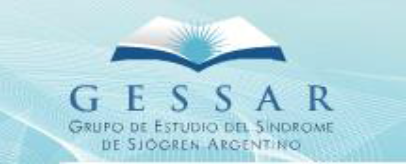 GESSAR
GRUPO DE ESTUDIO DEL SÍNDROME
DE SJÖGREN ARGENTINO